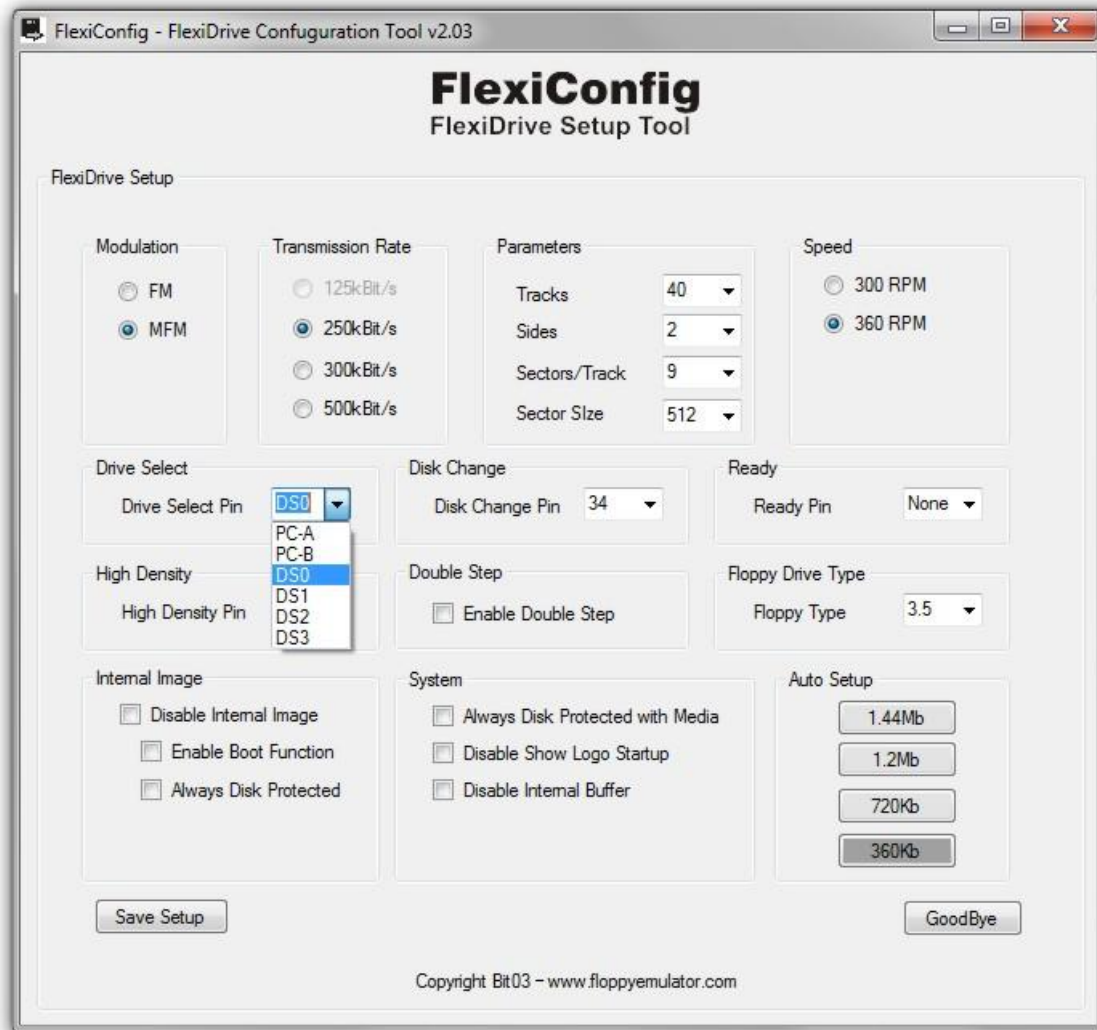 FlexiConfig - FlexiDrive Confuguration Tool v2.03
FlexiConfig
FlexiDrive Setup Tool
FlexiDrive Setup
Modulation
FM
MFM
Transmission Rate
125kBit/s
250kBit/s
300kBit/s
500kBit/s
Parameters
Tracks 40
Sides 2
Sectors/Track 9
Sector SIze 512
Speed
300 RPM
360 RPM
Drive Select
Drive Select Pin DS0
PC-A
PC-B
DS0
DS1
DS2
DS3
Disk Change
Disk Change Pin 34
Ready
Ready Pin None
High Density
High Density Pin
Double Step
Enable Double Step
Floppy Drive Type
Floppy Type 3.5
Internal Image
Disable Internal Image
Enable Boot Function
Always Disk Protected
System
Always Disk Protected with Media
Disable Show Logo Startup
Disable Internal Buffer
Auto Setup
1.44Mb
1.2Mb
720Kb
360Kb
Save Setup
GoodBye
Copyright Bit03 – www.floppyemulator.com